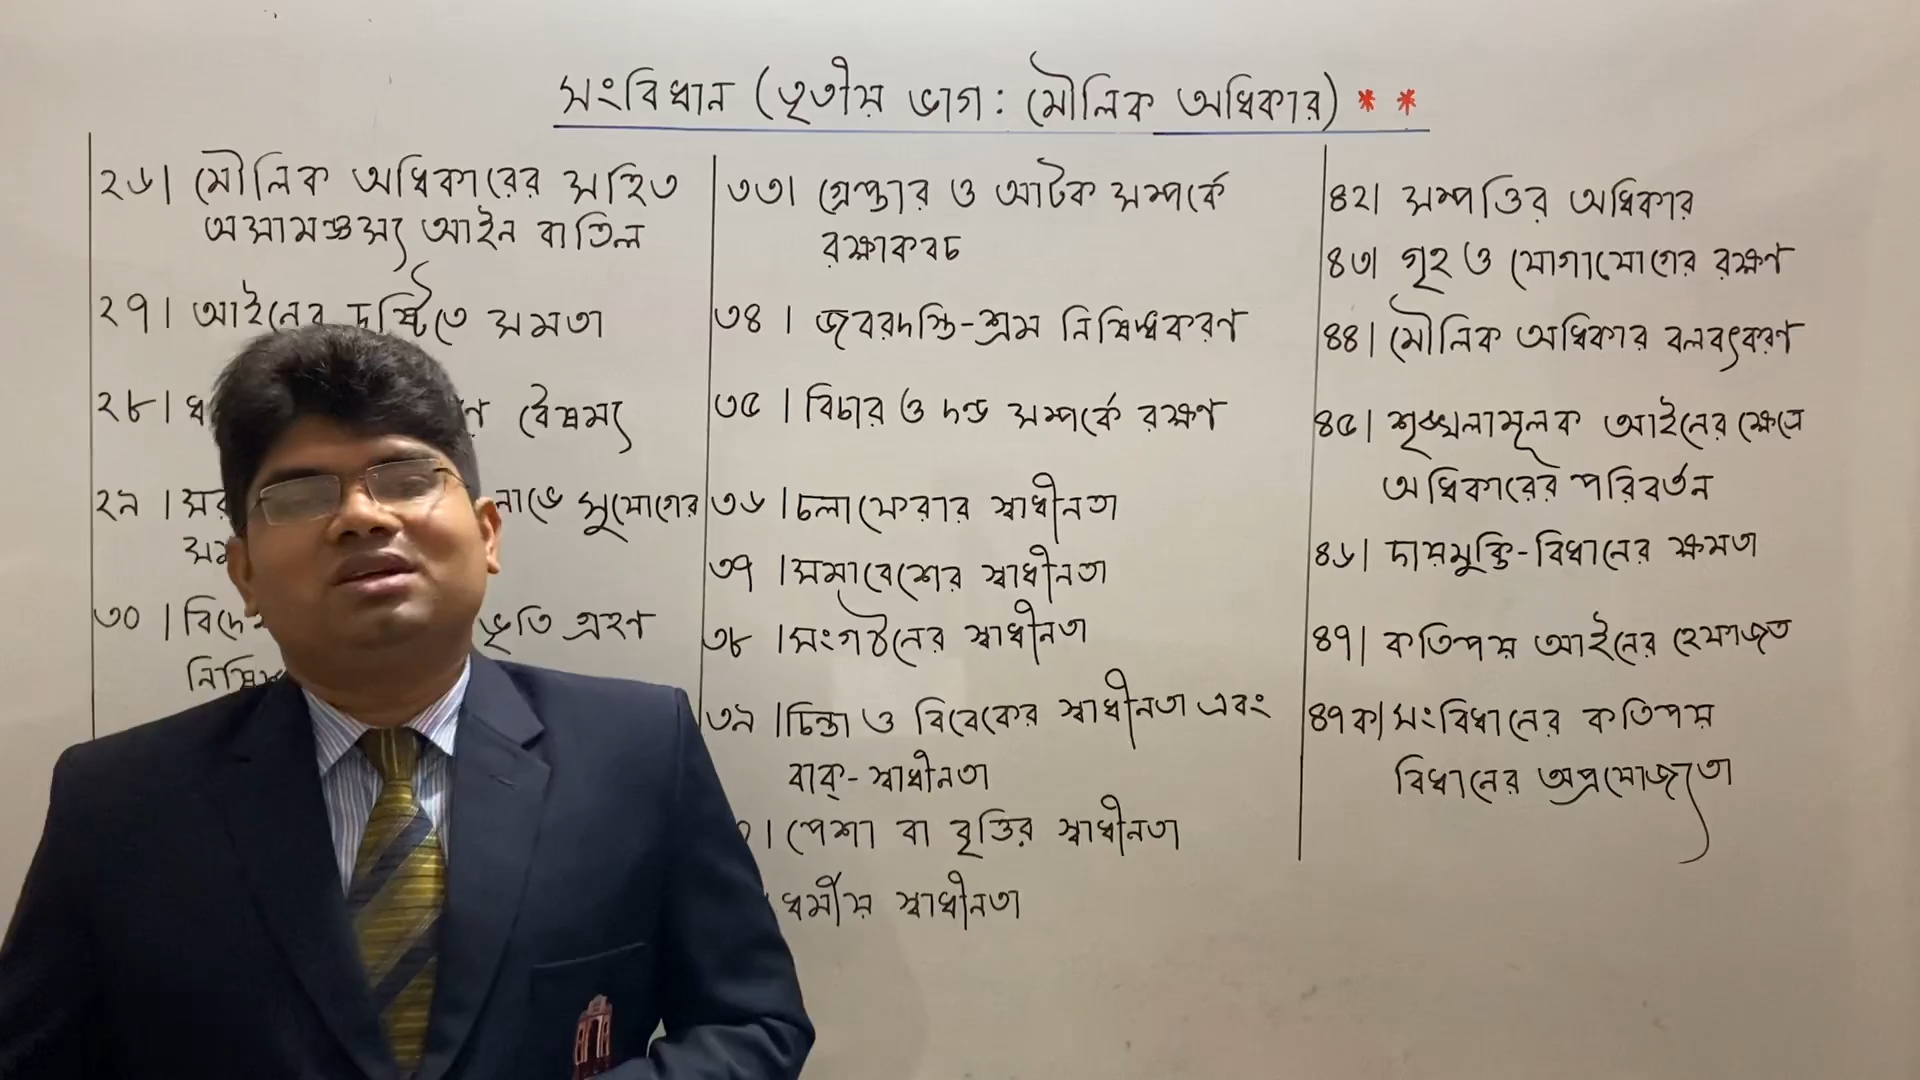 সংবিধান (তৃতীয় ভাগ: মৌলিক অধিকার) * *
২৬। মৌলিক অধিকারের সহিত
অসামঞ্জস্য আইন বাতিল
২৭। আইনের দৃষ্টিতে সমতা
২৮। বৈষম্য
২৯। সুযোগের
৩০। গ্রহণ
৩৩। গ্রেপ্তার ও আটক সম্পর্কে
রক্ষাকবচ
৩৪। জবরদস্তি-শ্রম নিষিদ্ধকরণ
৩৫। বিচার ও দন্ড সম্পর্কে রক্ষণ
৩৬। চলাফেরার স্বাধীনতা
৩৭। সমাবেশের স্বাধীনতা
৩৮। সংগঠনের স্বাধীনতা
৩৯। চিন্তা ও বিবেকের স্বাধীনতা এবং
বাক্-স্বাধীনতা
। পেশা বা বৃত্তির স্বাধীনতা
ধর্মীয় স্বাধীনতা
৪২। সম্পত্তির অধিকার
৪৩। গৃহ ও যোগাযোগের রক্ষণ
৪৪। মৌলিক অধিকার বলবৎকরণ
৪৫। শৃঙ্খলামূলক আইনের ক্ষেত্রে
অধিকারের পরিবর্তন
৪৬। দায়মুক্তি-বিধানের ক্ষমতা
৪৭। কতিপয় আইনের হেফাজত
৪৭ক। সংবিধানের কতিপয়
বিধানের অপ্রযোজ্যতা